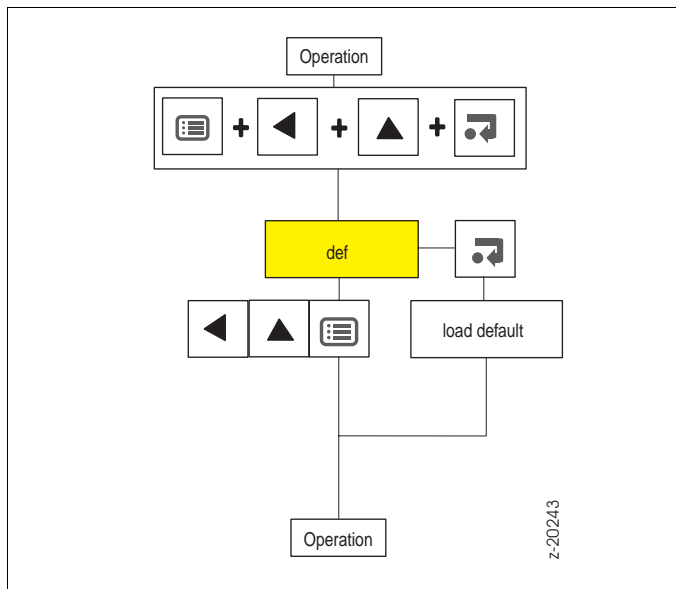 Operation
+ + +
def
load default
Operation
z-20243